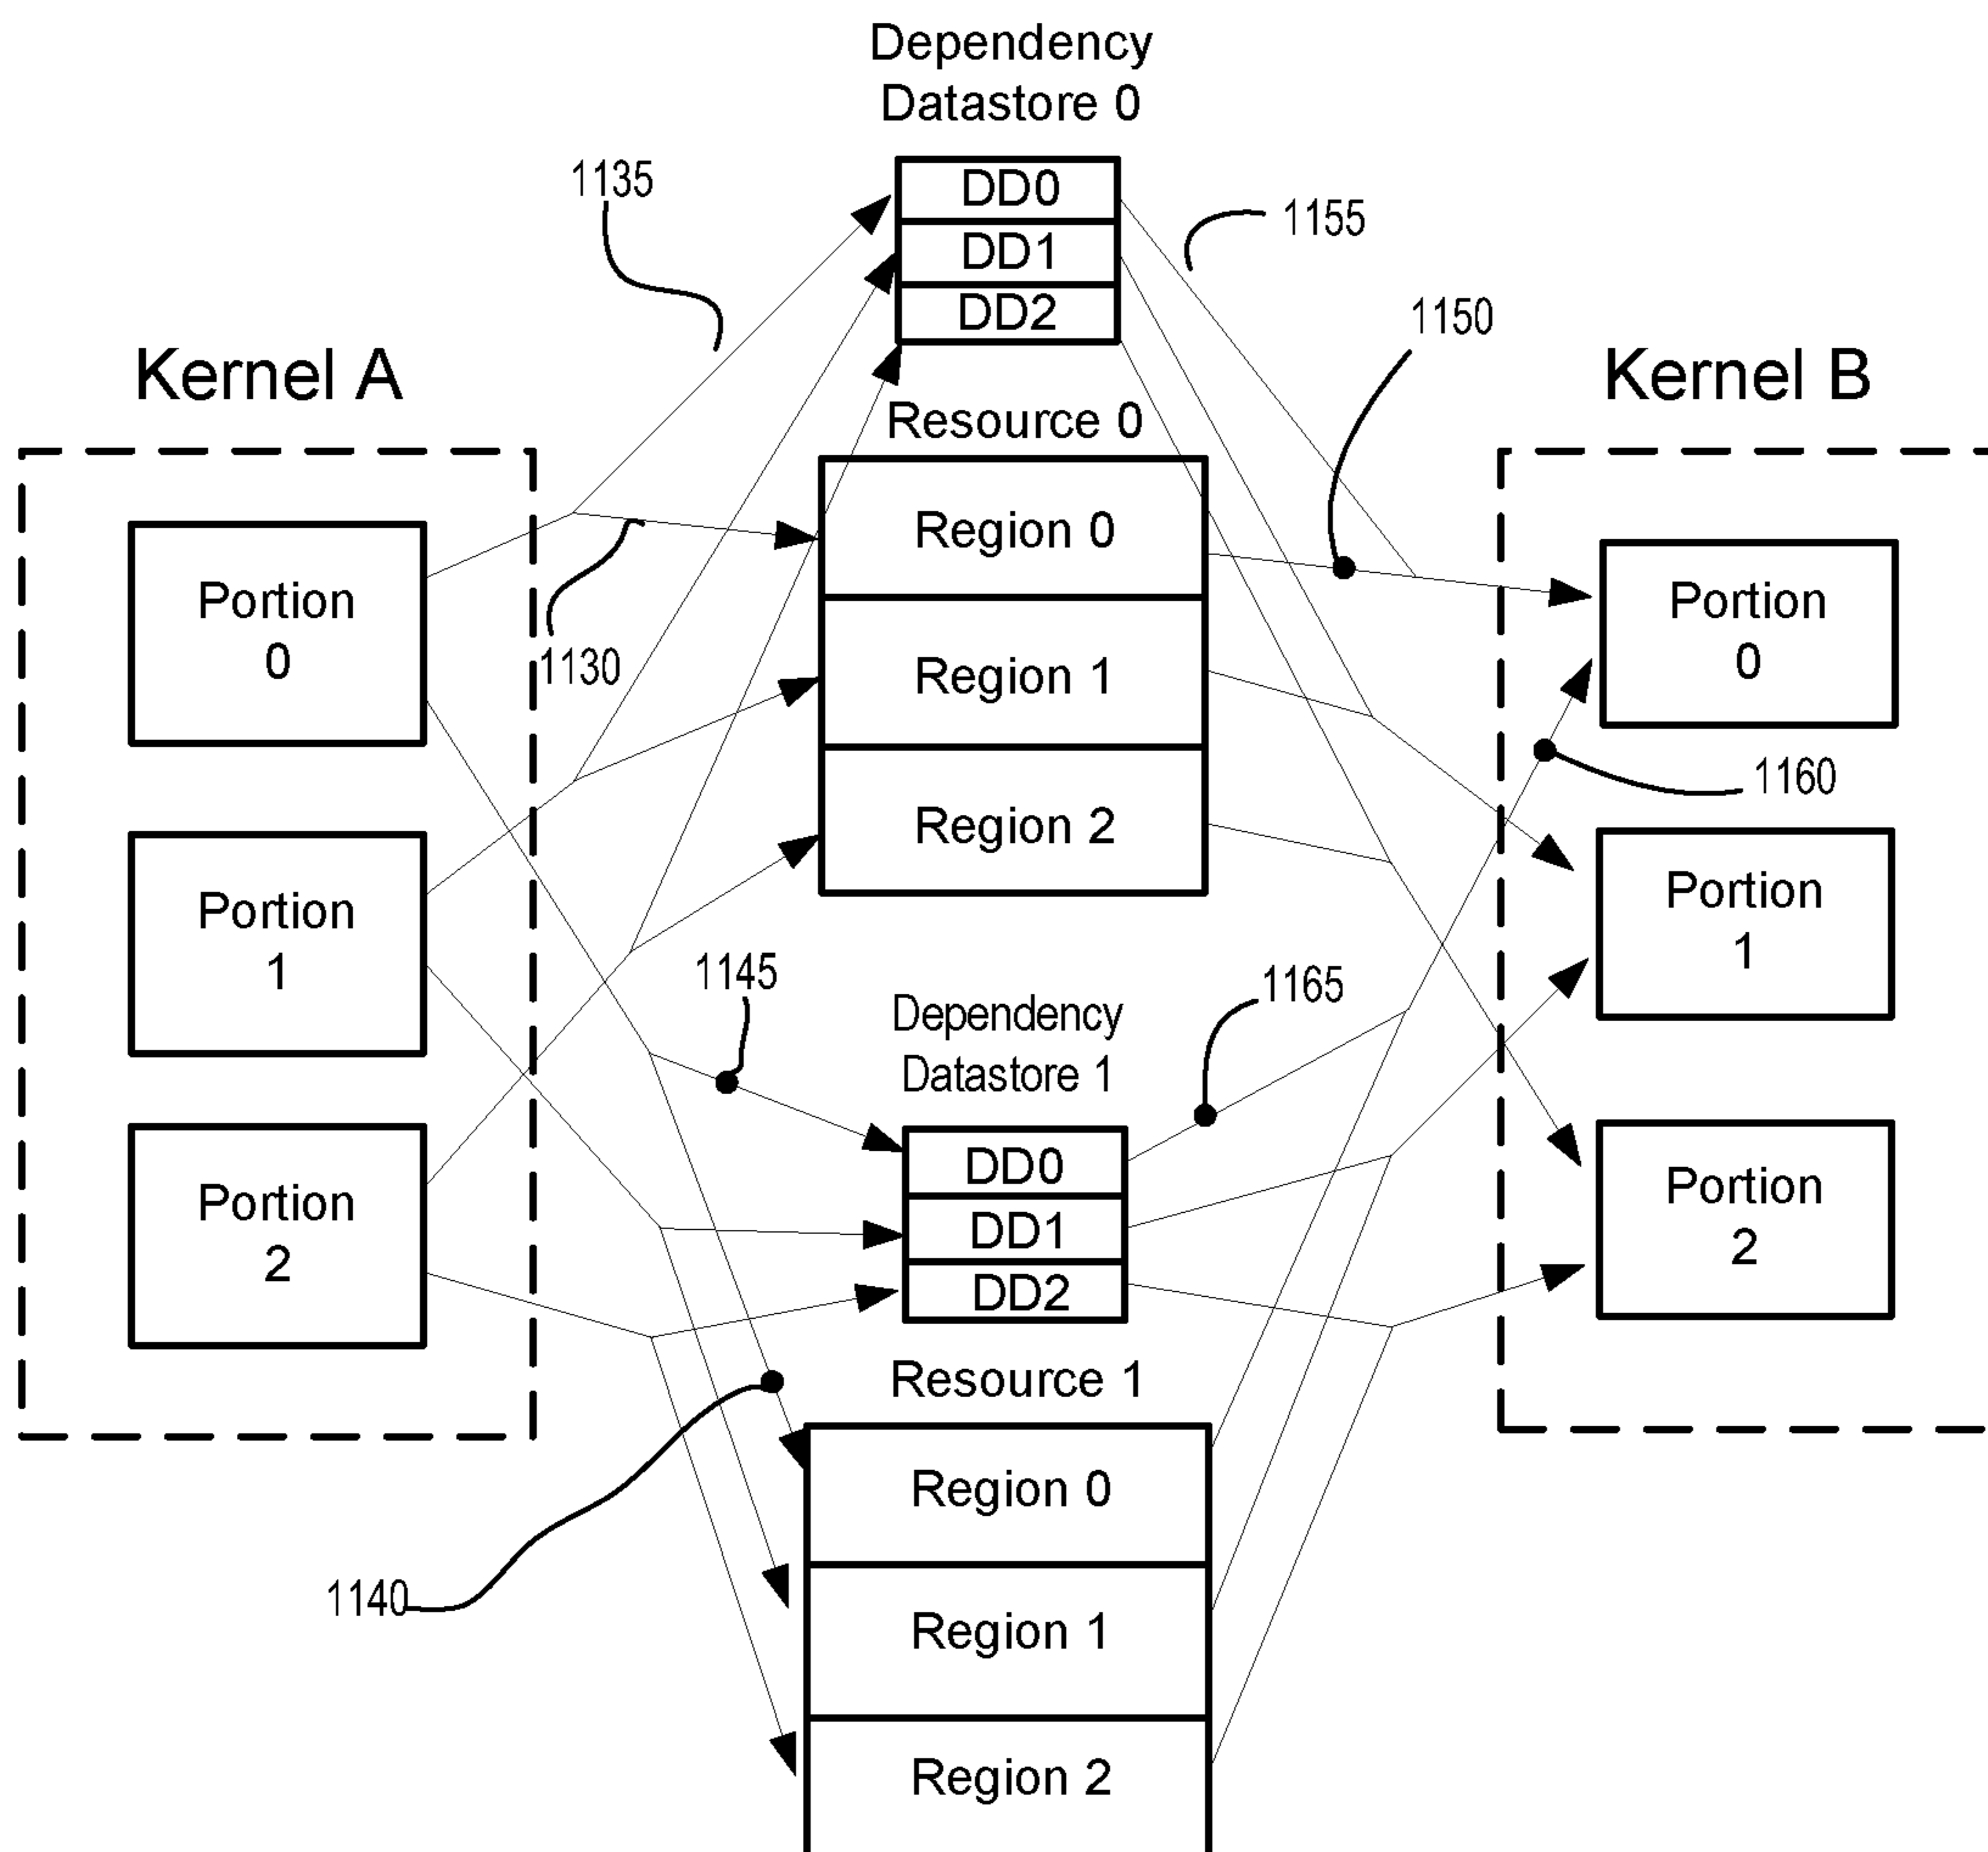 Dependency
Datastore 0
1135
DD0
1155
DD1
DD2
1150
Kernel A
Kernel B
Resource 0
Region 0
Portion
0
Portion
0
1130
Region 1
1160
Region 2
Portion
1
Portion
1
1145
1165
Dependency
Datastore 1
DD0
Portion
2
Portion
2
DD1
DD2
Resource 1
Region 0
1140
Region 1
Region 2